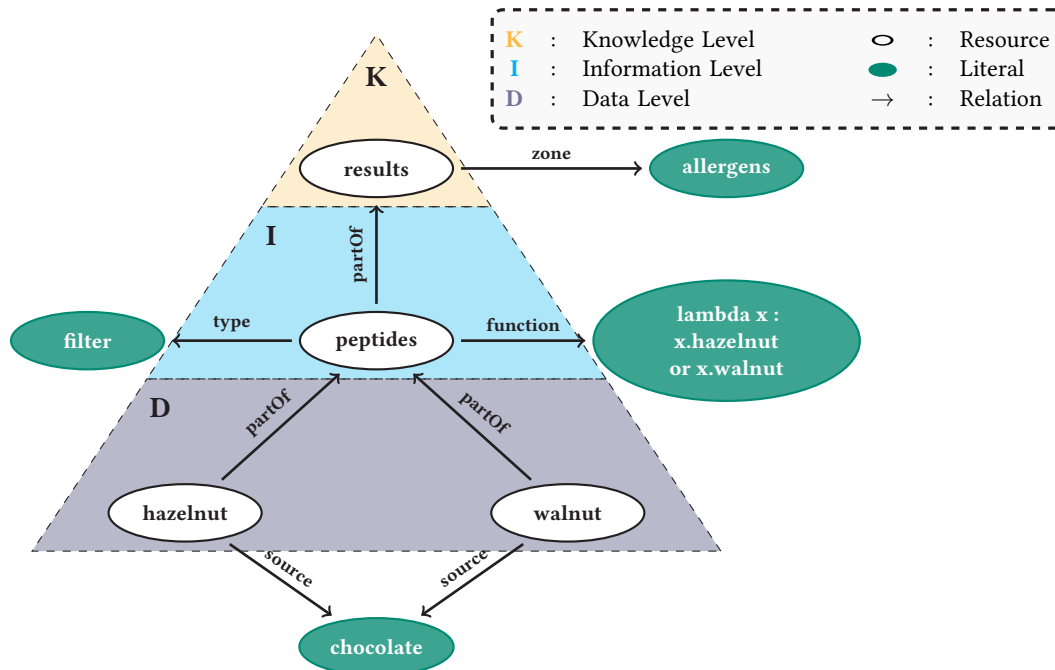 K : Knowledge Level
I : Information Level
D : Data Level
: Resource
: Literal
→ : Relation
K
results
zone
allergens
I
partOf
filter
type
peptides
function
lambda x :
x.hazelnut
or x.walnut
D
partOf
partOf
hazelnut
walnut
source
source
chocolate